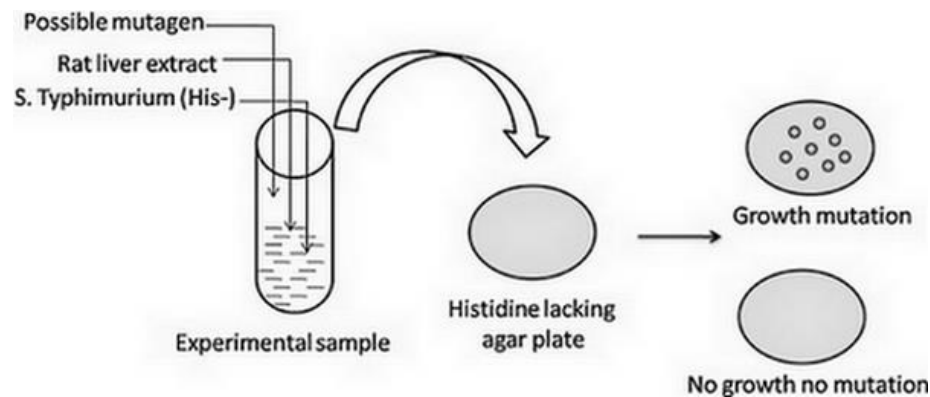 Possible mutagen
Rat liver extract
S. Typhimurium (His-)
Experimental sample
Histidine lacking
agar plate
Growth mutation
No growth no mutation